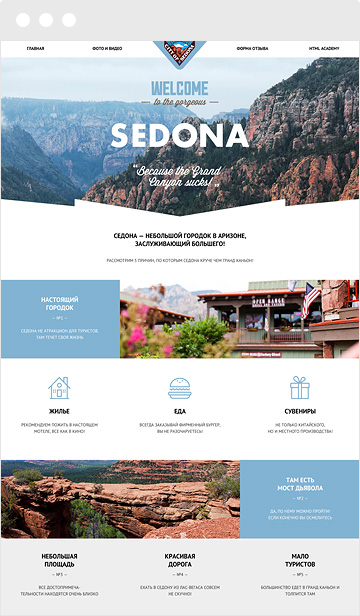 ГЛАВНАЯ
ФОТО И ВИДЕО
ФОРМА ОТЗЫВА
HTML ACADEMY
WELCOME
to the gorgeous
SEDONA
“Because the Grand
Canyon sucks!”
СЕДОНА — НЕБОЛЬШОЙ ГОРОДОК В АРИЗОНЕ,
ЗАСЛУЖИВАЮЩИЙ БОЛЬШЕГО!
РАССМОТРИМ 5 ПРИЧИН, ПО КОТОРЫМ СЕДОНА КРУЧЕ ЧЕМ ГРАНД КАНЬОН!
НАСТОЯЩИЙ
ГОРОДОК
— №1 —
СЕДОНА НЕ АТРАКЦИОН ДЛЯ ТУРИСТОВ,
ТАМ ТЕЧЕТ СВОЯ ЖИЗНЬ
OPEN RANGE
ЖИЛЬЕ
РЕКОМЕНДУЕМ ПОЖИТЬ В НАСТОЯЩЕМ
МОТЕЛЕ, ВСЕ КАК В КИНО!
ЕДА
ВСЕГДА ЗАКАЗЫВАЙ ФИРМЕННЫЙ БУРГЕР,
ВЫ НЕ РАЗОЧАРУЕТЕСЬ!
СУВЕНИРЫ
НЕ ТОЛЬКО КИТАЙСКОГО,
НО И МЕСТНОГО ПРОИЗВОДСТВА!
ТАМ ЕСТЬ
МОСТ ДЬЯВОЛА
— №2 —
ДА, ПО НЕМУ МОЖНО ПРОЙТИ!
ЕСЛИ КОНЕЧНО ВЫ ОСМЕЛИТЕСЬ
НЕБОЛЬШАЯ
ПЛОЩАДЬ
— №3 —
ВСЕ ДОСТОПРИМЕЧА-
ТЕЛЬНОСТИ НАХОДЯТСЯ ОЧЕНЬ БЛИЗКО
КРАСИВАЯ
ДОРОГА
— №4 —
ЕХАТЬ В СЕДОНУ ИЗ ЛАС-ВЕГАСА СОВСЕМ
НЕ СКУЧНО!
МАЛО
ТУРИСТОВ
— №5 —
БОЛЬШИНСТВО ЕДЕТ В ГРАНД КАНЬОН И
ТОЛПИТСЯ ТАМ